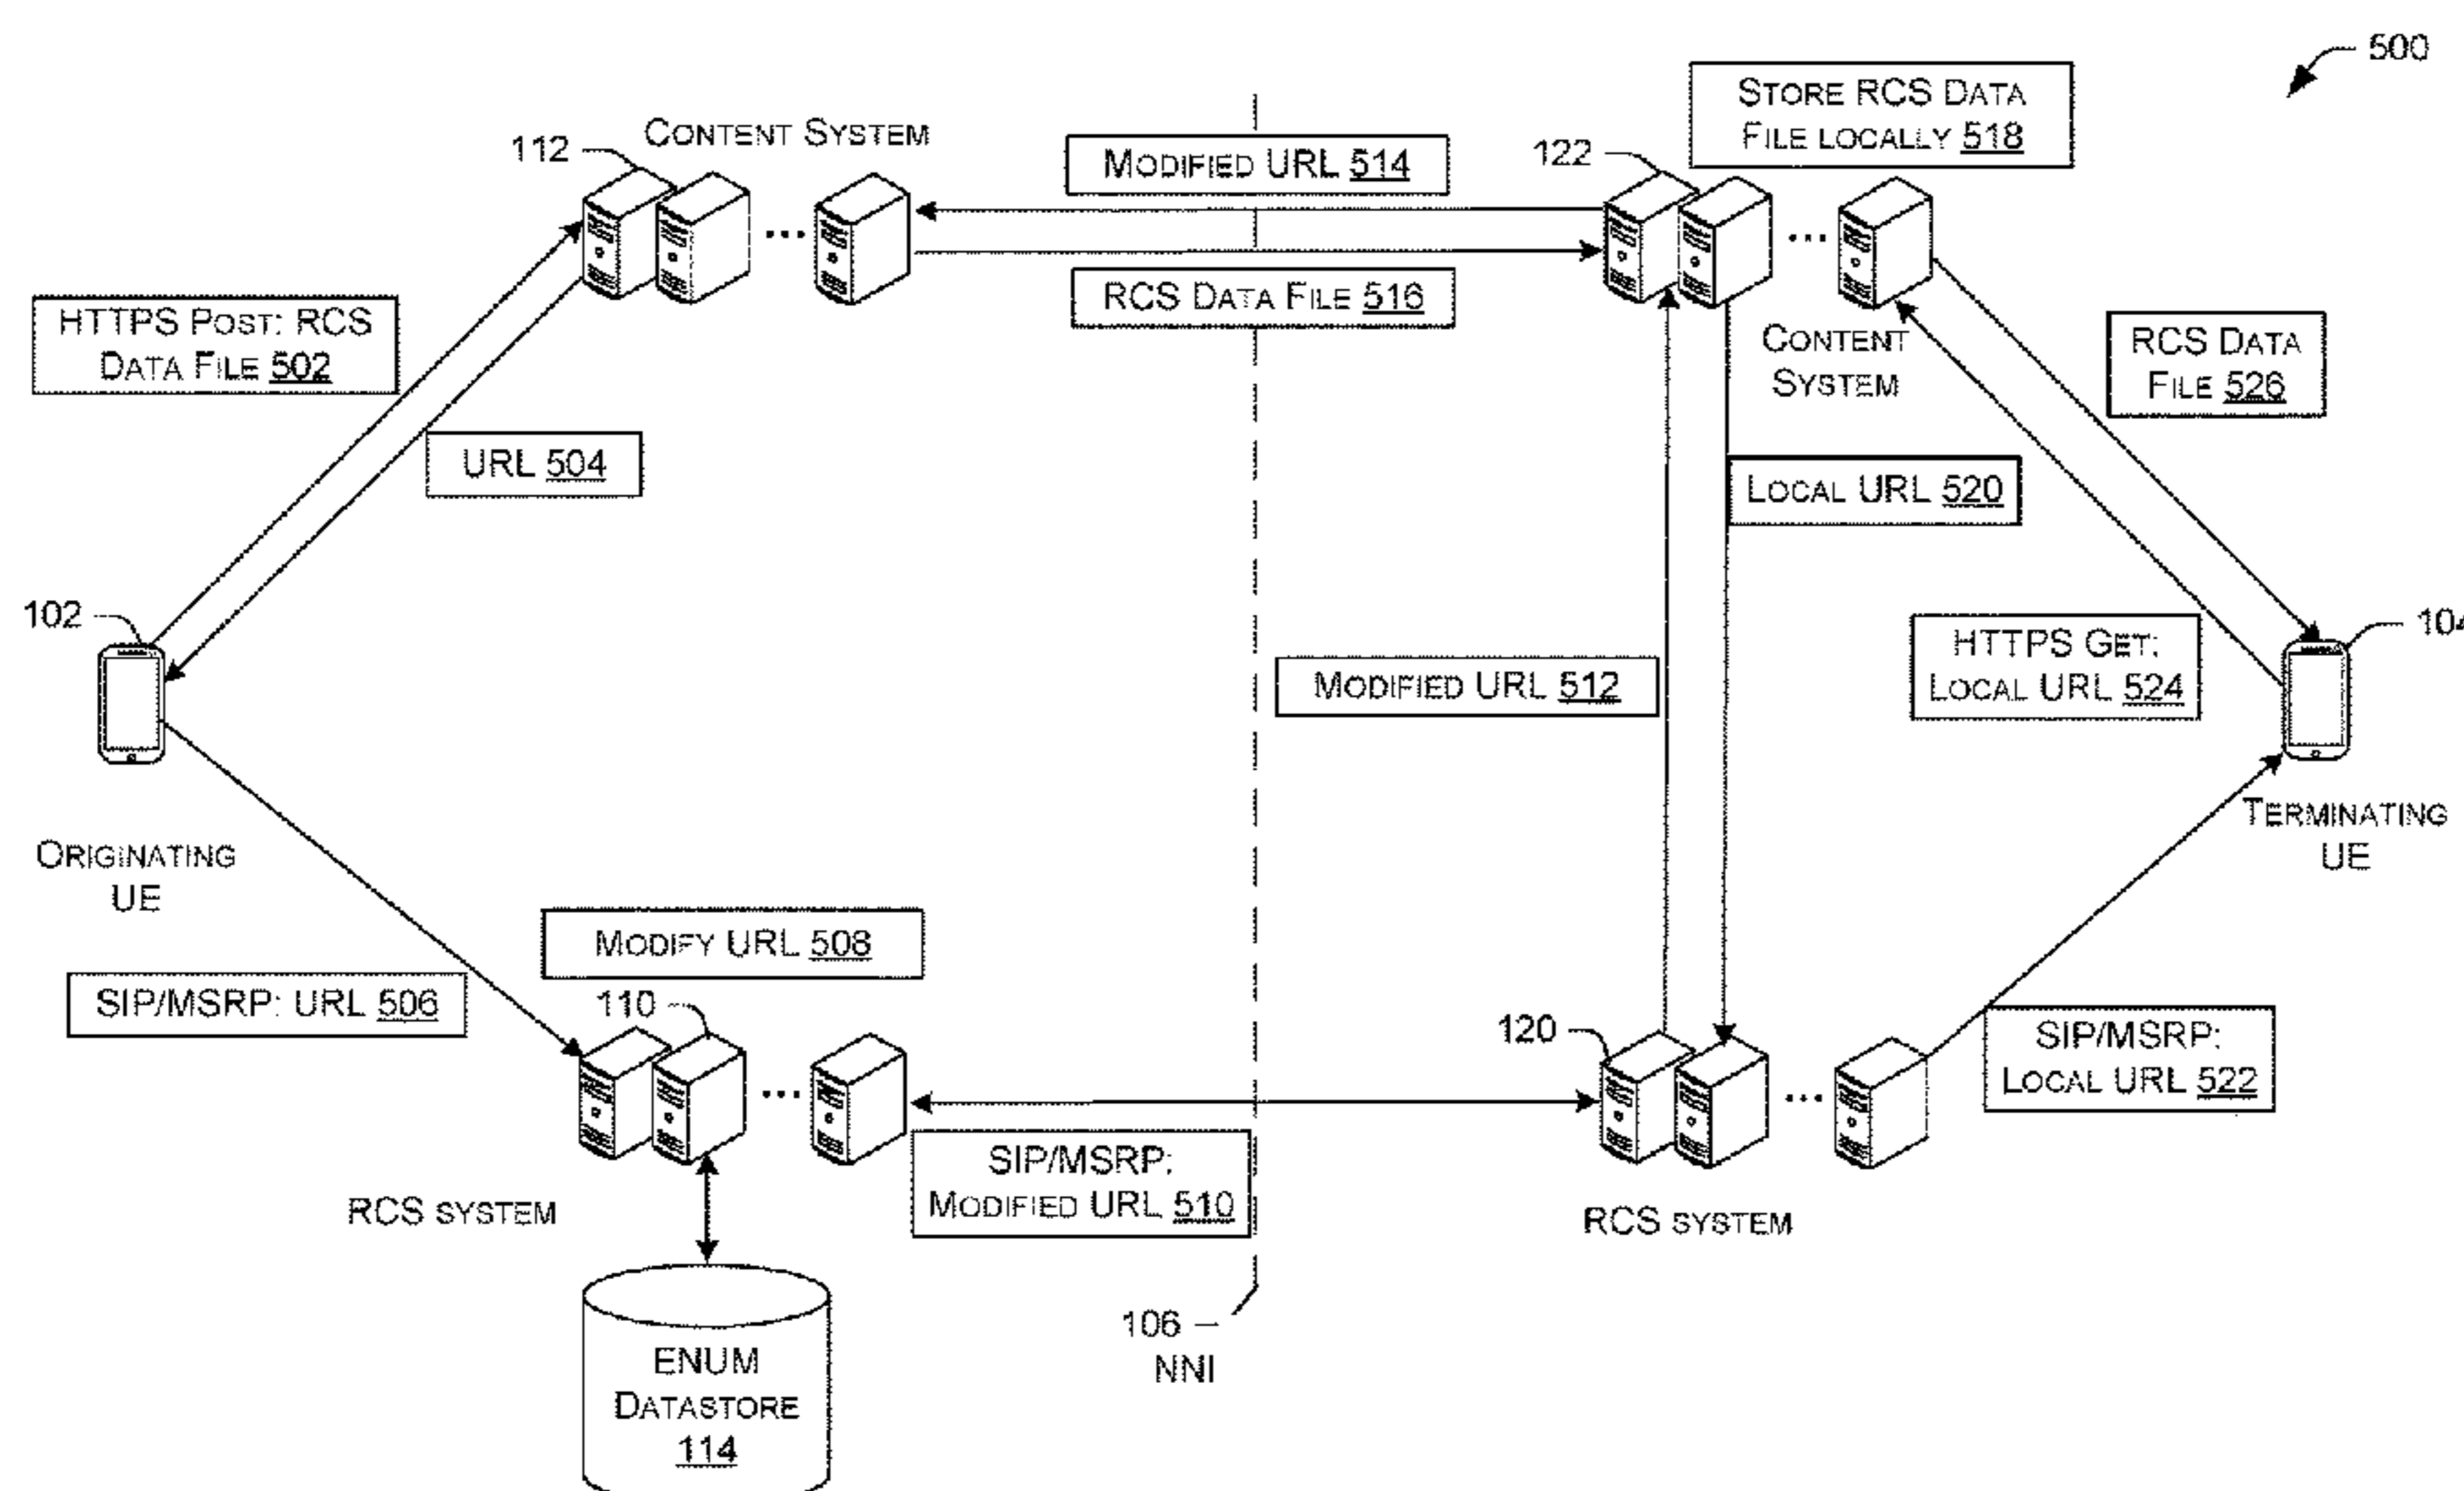 500
STORE RCS DATA
FILE LOCALLY 518
CONTENT SYSTEM
112
MODIFIED URL 514
122
HTTPS POST: RCS
DATA FILE 502
RCS DATA FILE 516
CONTENT
SYSTEM
RCS DATA
FILE 526
URL 504
LOCAL URL 520
102
104
HTTPS GET:
LOCAL URL 524
MODIFIED URL 512
ORIGINATING
UE
TERMINATING
UE
MODIFY URL 508
SIP/MSRP: URL 506
110
120
SIP/MSRP:
LOCAL URL 522
SIP/MSRP:
MODIFIED URL 510
RCS SYSTEM
RCS SYSTEM
106
NNI
ENUM
DATASTORE
114